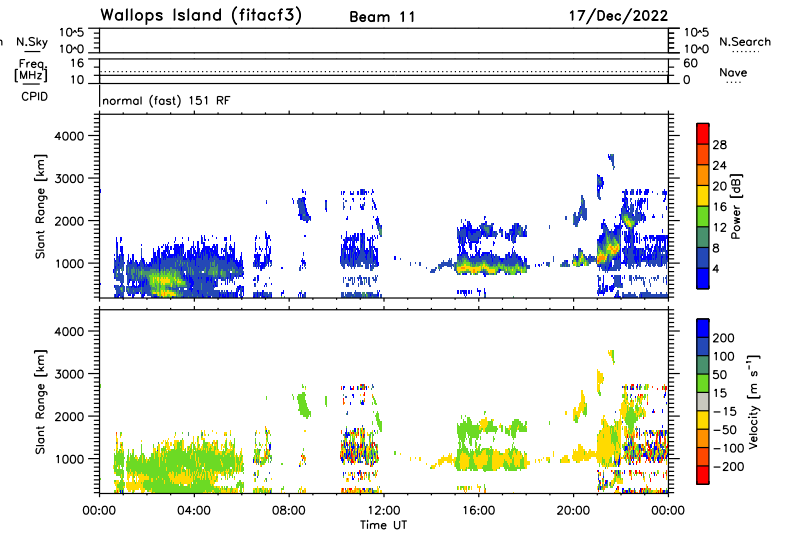 Wallops Island (fitacf3) Beam 11 17/Dec/2022
n N.Sky 10^5 10^0 10^5 10^0 N.Search
Freq. [MHz] 16 10 60 0 Nave
CPID normal (fast) 151 RF
Slant Range [km] 4000 3000 2000 1000
Power [dB] 28 24 20 16 12 8 4
Slant Range [km] 4000 3000 2000 1000
Velocity [m s⁻¹] 200 100 50 15 −15 −50 −100 −200
00:00 04:00 08:00 12:00 16:00 20:00 00:00
Time UT